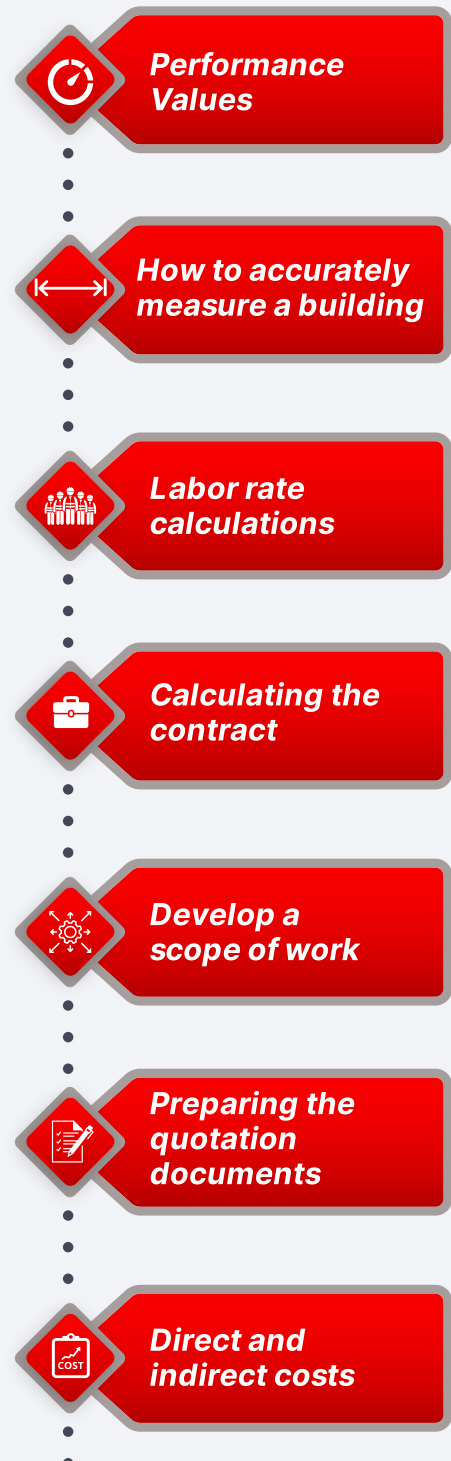 Performance
Values
How to accurately
measure a building
Labor rate
calculations
Calculating the
contract
Develop a
scope of work
Preparing the
quotation
documents
COST
Direct and
indirect costs